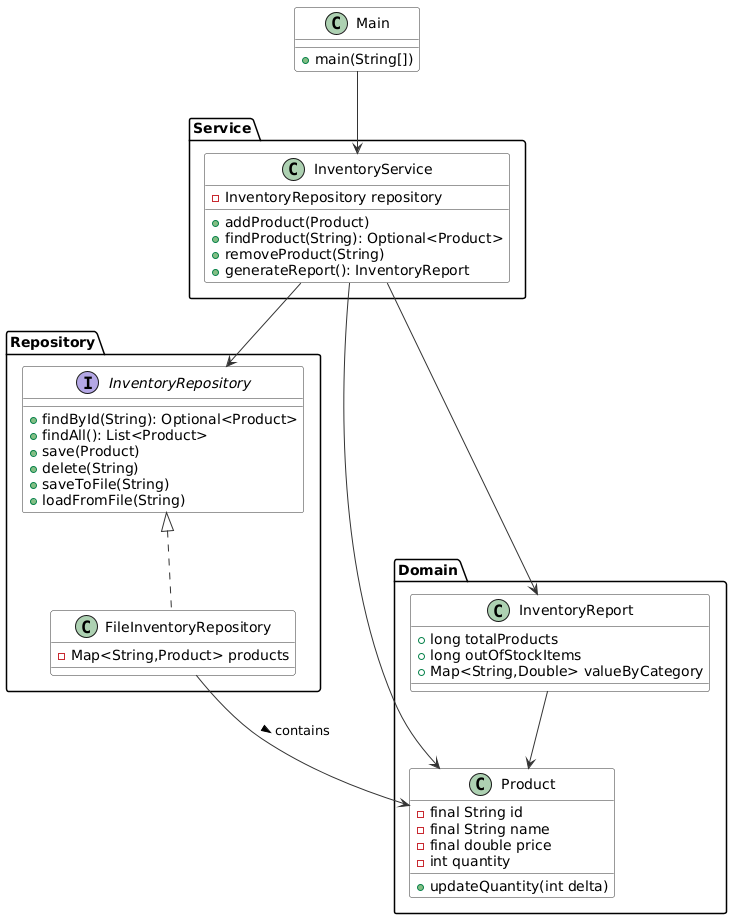 C Main
main(String[])
Service
C InventoryService
InventoryRepository repository
addProduct(Product)
findProduct(String): Optional<Product>
removeProduct(String)
generateReport(): InventoryReport
Repository
I InventoryRepository
findById(String): Optional<Product>
findAll(): List<Product>
save(Product)
delete(String)
saveToFile(String)
loadFromFile(String)
C FileInventoryRepository
Map<String,Product> products
Domain
C InventoryReport
long totalProducts
long outOfStockItems
Map<String,Double> valueByCategory
contains
C Product
final String id
final String name
final double price
int quantity
updateQuantity(int delta)